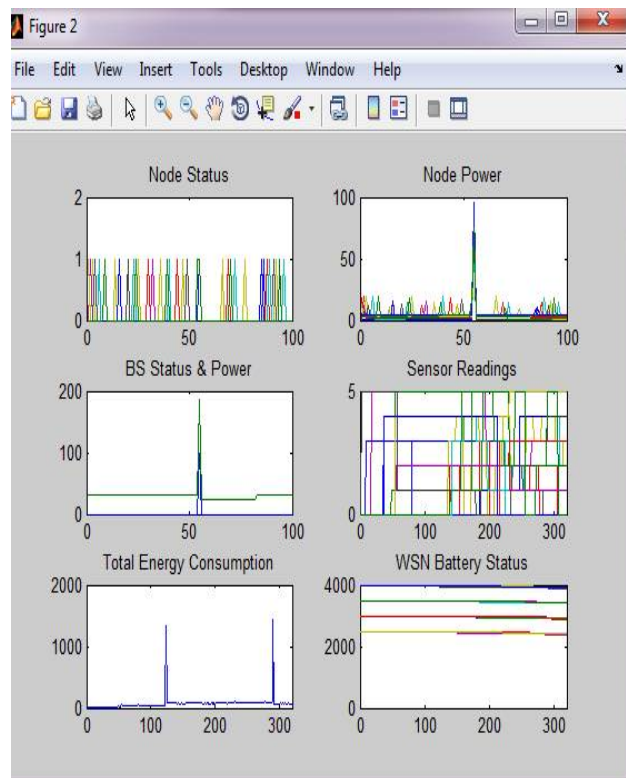 Figure 2
File Edit View Insert Tools Desktop Window Help
Node Status
2
1
0
0 50 100
Node Power
100
50
0
0 50 100
BS Status & Power
200
100
0
0 50 100
Sensor Readings
5
0
0 100 200 300
Total Energy Consumption
2000
1000
0
0 100 200 300
WSN Battery Status
4000
2000
0
0 100 200 300